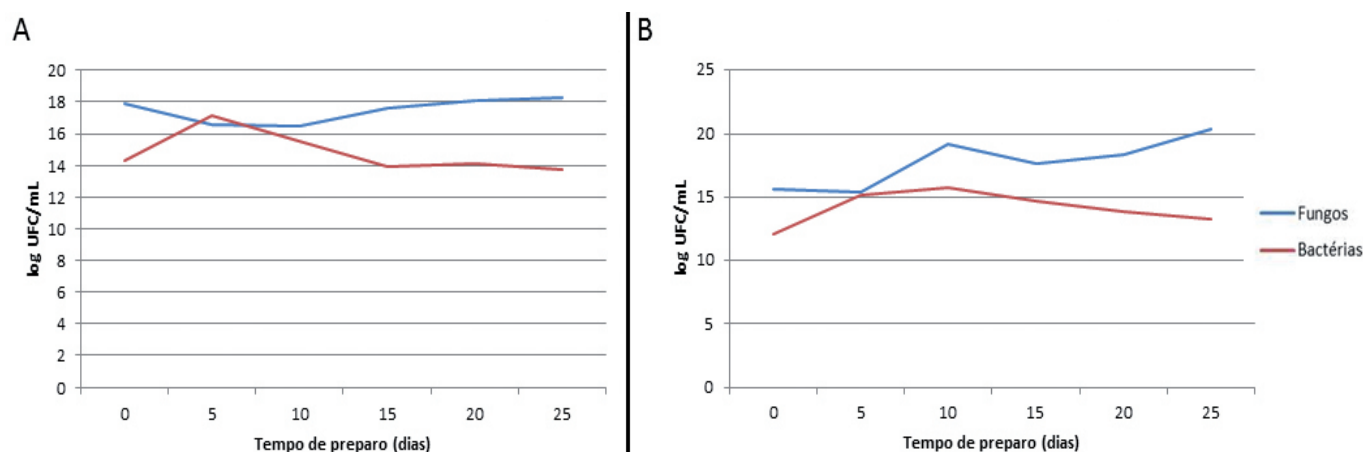 A
log UFC/mL
20
18
16
14
12
10
8
6
4
2
0
0 5 10 15 20 25
Tempo de preparo (dias)
B
log UFC/mL
25
20
15
10
5
0
0 5 10 15 20 25
Tempo de preparo (dias)
Fungos
Bactérias